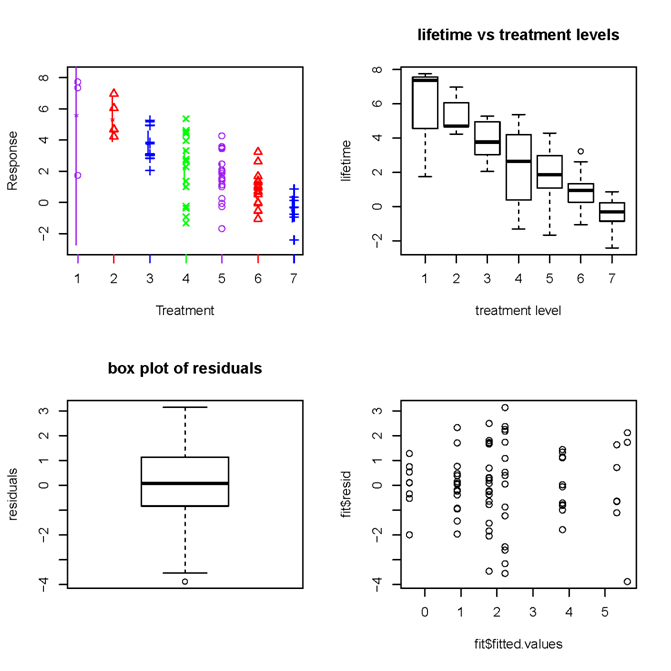 Response
8
6
4
2
0
−2
1 2 3 4 5 6 7
Treatment
lifetime vs treatment levels
lifetime
8
6
4
2
0
−2
1 2 3 4 5 6 7
treatment level
box plot of residuals
residuals
3
2
1
0
−2
−4
fit$resid
3
2
1
0
−2
−4
0 1 2 3 4 5
fit$fitted.values